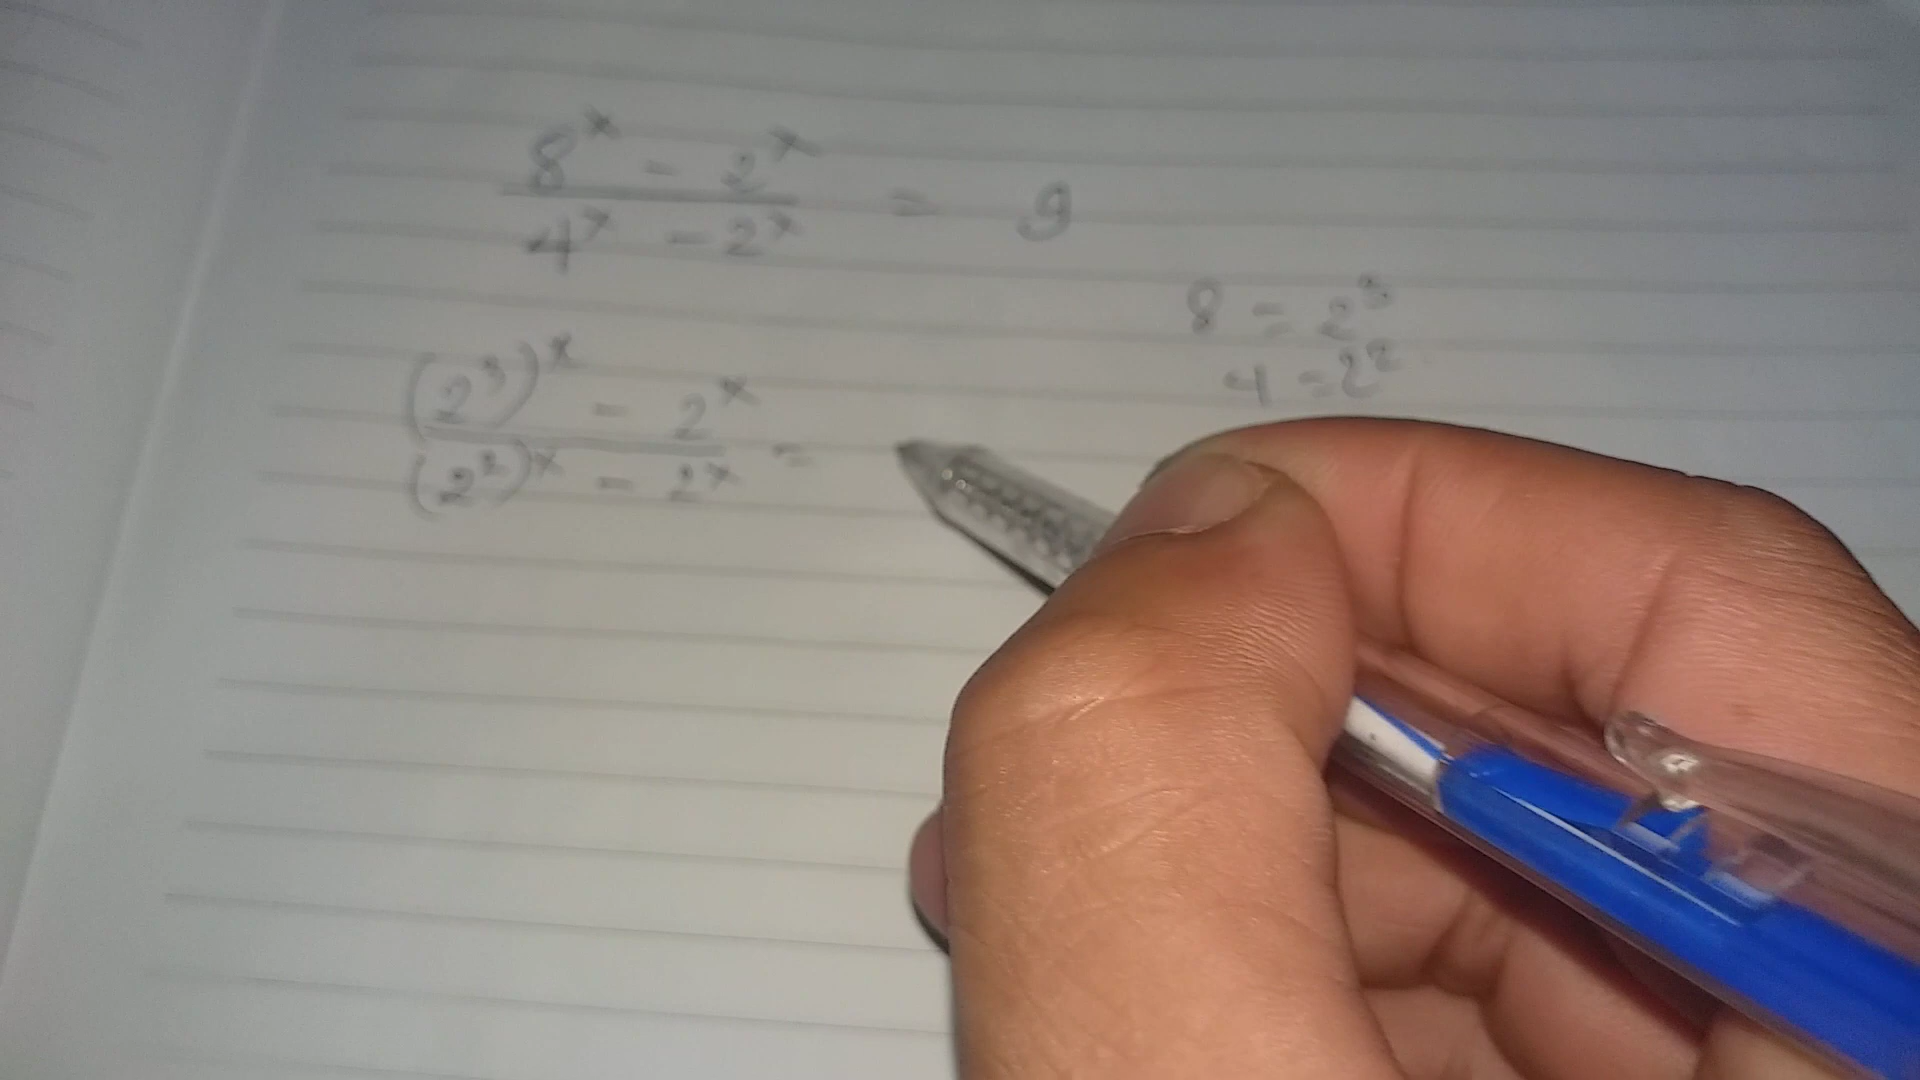 8^x - 2^x / 4^x - 2^x = 9
8 = 2^3
4 = 2^2
(2^3)^x - 2^x / (2^2)^x - 2^x =